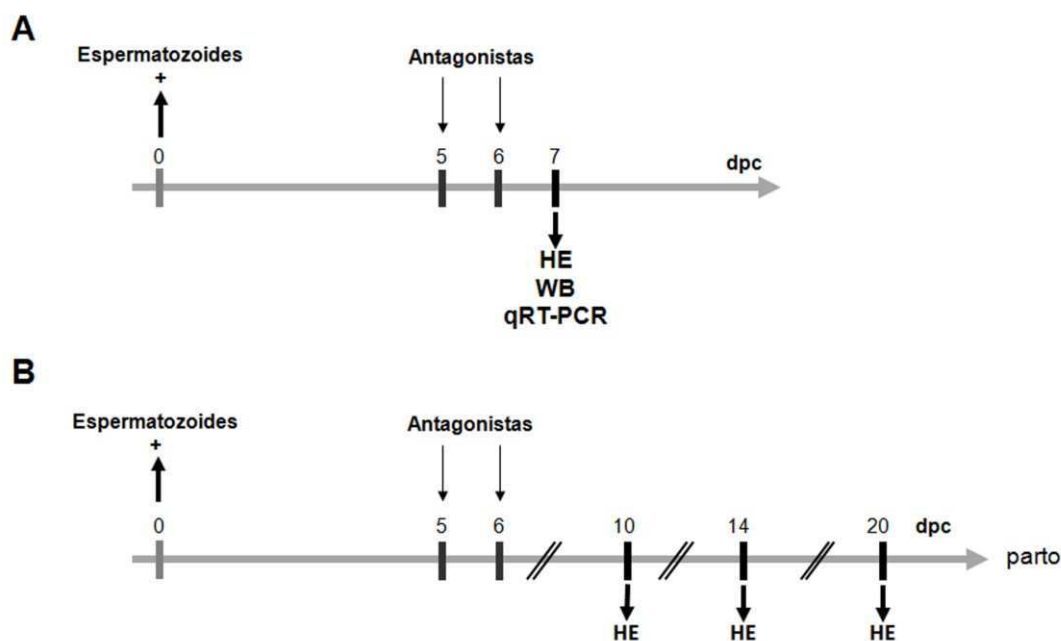 A
Espermatozoides
+
Antagonistas
0
5
6
7
dpc
HE
WB
qRT-PCR
B
Espermatozoides
+
Antagonistas
0
5
6
10
14
20
dpc
parto
HE
HE
HE